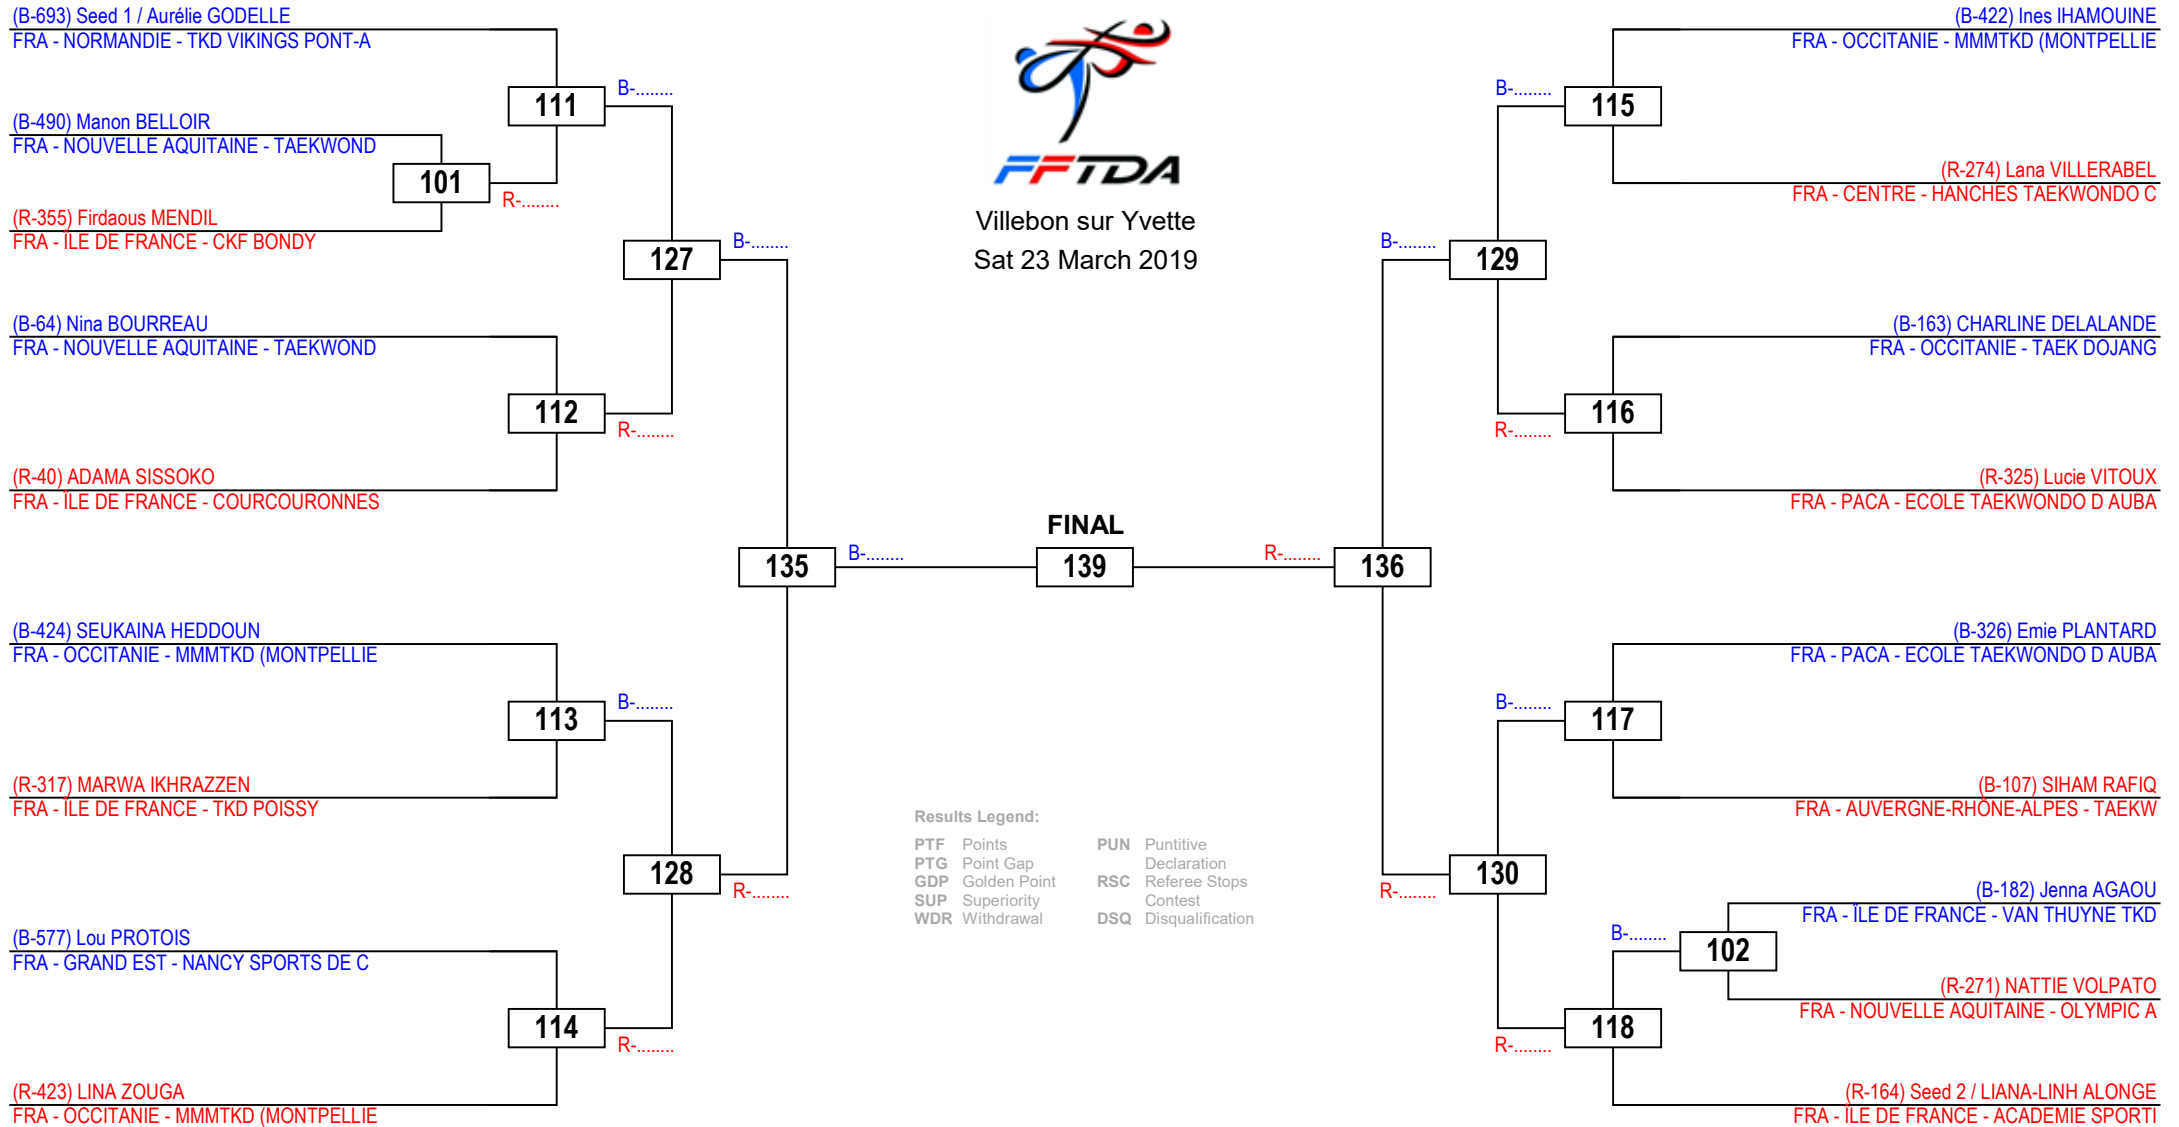 (B-693) Seed 1 / Aurélie GODELLE
FRA - NORMANDIE - TKD VIKINGS PONT-A
111
B-........
(B-490) Manon BELLOIR
FRA - NOUVELLE AQUITAINE - TAEKWOND
101
R-........
(R-355) Firdaous MENDIL
FRA - ÎLE DE FRANCE - CKF BONDY
127
B-........
(B-64) Nina BOURREAU
FRA - NOUVELLE AQUITAINE - TAEKWOND
112
R-........
(R-40) ADAMA SISSOKO
FRA - ÎLE DE FRANCE - COURCOURONNES
135
B-........
(B-424) SEUKAINA HEDDOUN
FRA - OCCITANIE - MMMTKD (MONTPELLIE
113
B-........
(R-317) MARWA IKHRAZZEN
FRA - ÎLE DE FRANCE - TKD POISSY
128
R-........
(B-577) Lou PROTOIS
FRA - GRAND EST - NANCY SPORTS DE C
114
R-........
(R-423) LINA ZOUGA
FRA - OCCITANIE - MMMTKD (MONTPELLIE
FFTDA
Villebon sur Yvette
Sat 23 March 2019
FINAL
139
Results Legend:
PTF Points
PTG Point Gap
GDP Golden Point
SUP Superiority
WDR Withdrawal
PUN Puntitive
Declaration
RSC Referee Stops
Contest
DSQ Disqualification
(B-422) Ines IHAMOUINE
FRA - OCCITANIE - MMMTKD (MONTPELLIE
B-........
115
(R-274) Lana VILLERABEL
FRA - CENTRE - HANCHES TAEKWONDO C
B-........
129
(B-163) CHARLINE DELALANDE
FRA - OCCITANIE - TAEK DOJANG
116
R-........
(R-325) Lucie VITOUX
FRA - PACA - ECOLE TAEKWONDO D AUBA
R-........
136
(B-326) Emie PLANTARD
FRA - PACA - ECOLE TAEKWONDO D AUBA
B-........
117
(B-107) SIHAM RAFIQ
FRA - AUVERGNE-RHÔNE-ALPES - TAEKW
130
R-........
(B-182) Jenna AGAOU
FRA - ÎLE DE FRANCE - VAN THUYNE TKD
B-........
102
(R-271) NATTIE VOLPATO
FRA - NOUVELLE AQUITAINE - OLYMPIC A
118
R-........
(R-164) Seed 2 / LIANA-LINH ALONGE
FRA - ÎLE DE FRANCE - ACADEMIE SPORTI